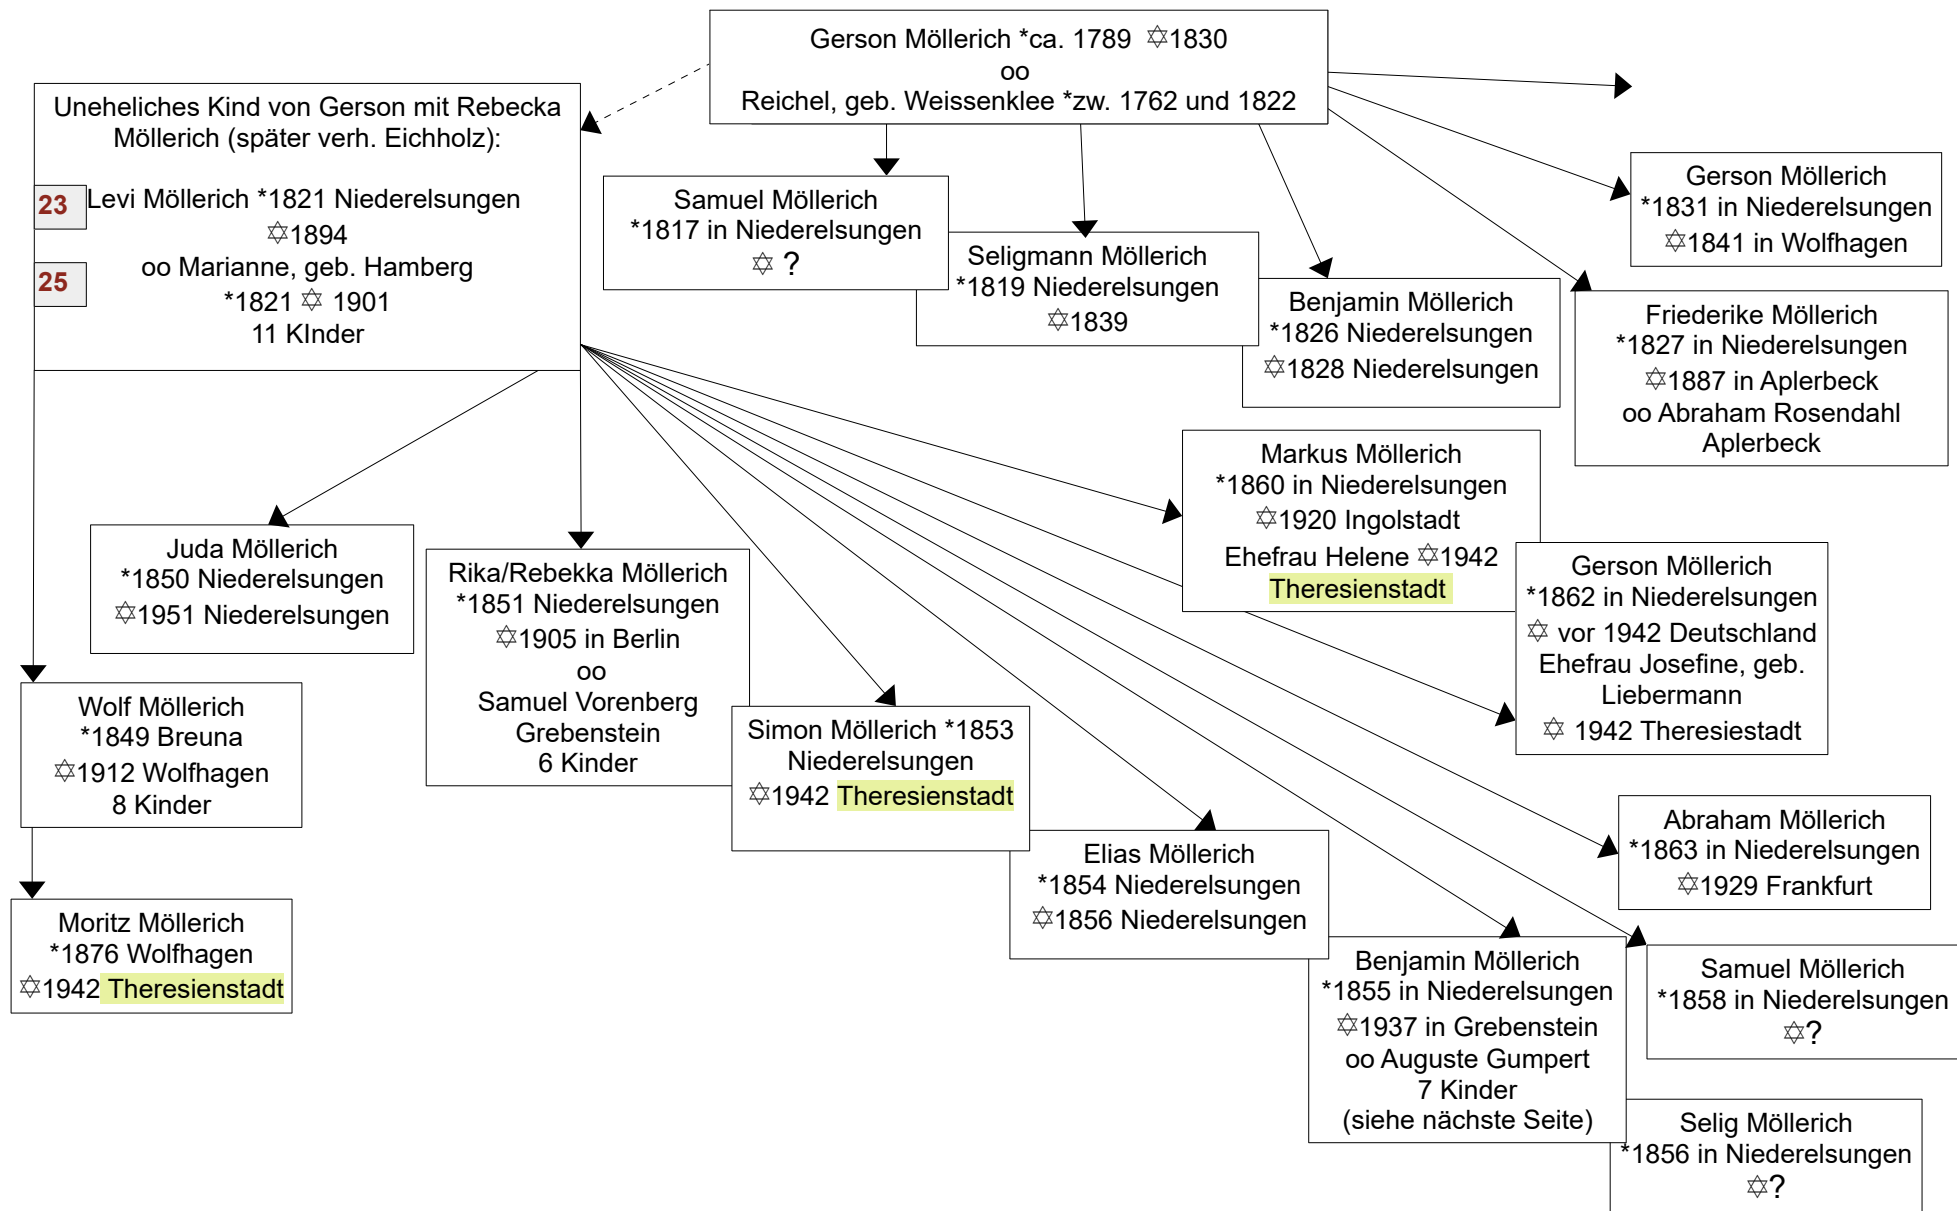 Gerson Möllerich *ca. 1789 ✡1830
oo
Reichel, geb. Weissenklee *zw. 1762 und 1822
Uneheliches Kind von Gerson mit Rebecka
Möllerich (später verh. Eichholz):
23
Levi Möllerich *1821 Niederelsungen
✡1894
25
oo Marianne, geb. Hamberg
*1821 ✡ 1901
11 KInder
Samuel Möllerich
*1817 in Niederelsungen
✡ ?
Seligmann Möllerich
*1819 Niederelsungen
✡1839
Benjamin Möllerich
*1826 Niederelsungen
✡1828 Niederelsungen
Gerson Möllerich
*1831 in Niederelsungen
✡1841 in Wolfhagen
Friederike Möllerich
*1827 in Niederelsungen
✡1887 in Aplerbeck
oo Abraham Rosendahl
Aplerbeck
Markus Möllerich
*1860 in Niederelsungen
✡1920 Ingolstadt
Ehefrau Helene ✡1942
Theresienstadt
Gerson Möllerich
*1862 in Niederelsungen
✡ vor 1942 Deutschland
Ehefrau Josefine, geb.
Liebermann
✡ 1942 Theresiestadt
Juda Möllerich
*1850 Niederelsungen
✡1951 Niederelsungen
Rika/Rebekka Möllerich
*1851 Niederelsungen
✡1905 in Berlin
oo
Samuel Vorenberg
Grebenstein
6 Kinder
Wolf Möllerich
*1849 Breuna
✡1912 Wolfhagen
8 Kinder
Simon Möllerich *1853
Niederelsungen
✡1942 Theresienstadt
Elias Möllerich
*1854 Niederelsungen
✡1856 Niederelsungen
Abraham Möllerich
*1863 in Niederelsungen
✡1929 Frankfurt
Moritz Möllerich
*1876 Wolfhagen
✡1942 Theresienstadt
Benjamin Möllerich
*1855 in Niederelsungen
✡1937 in Grebenstein
oo Auguste Gumpert
7 Kinder
(siehe nächste Seite)
Samuel Möllerich
*1858 in Niederelsungen
✡?
Selig Möllerich
*1856 in Niederelsungen
✡?